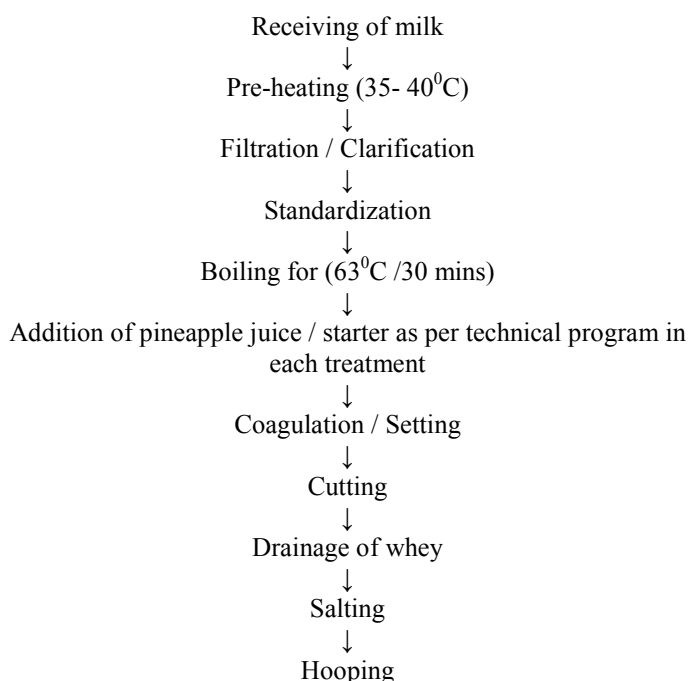 Receiving of milk
↓
Pre-heating (35- 40⁰C)
↓
Filtration / Clarification
↓
Standardization
↓
Boiling for (63⁰C /30 mins)
↓
Addition of pineapple juice / starter as per technical program in
each treatment
↓
Coagulation / Setting
↓
Cutting
↓
Drainage of whey
↓
Salting
↓
Hooping